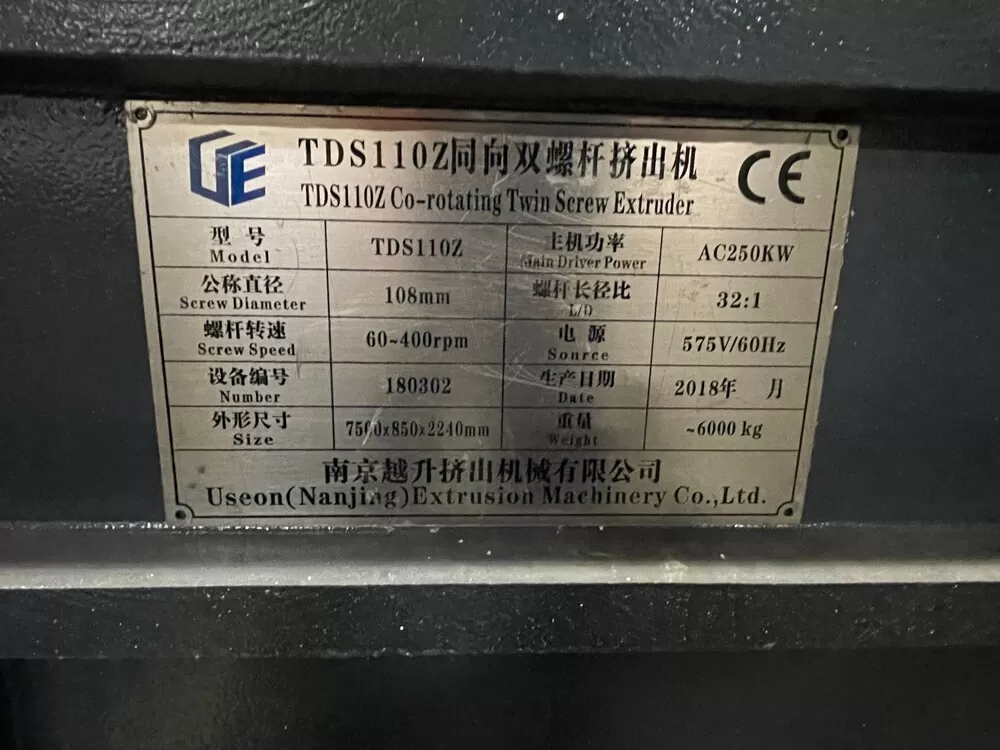 UE
TDS110Z同向双螺杆挤出机 CE
TDS110Z Co-rotating Twin Screw Extruder
型号 TDS110Z 主机功率 AC250KW
Model Main Driver Power
公称直径 108mm 螺杆长径比 32:1
Screw Diameter L/D
螺杆转速 60~400rpm 电源 575V/60Hz
Screw Speed Source
设备编号 180302 生产日期 2018年 月
Number Date
外形尺寸 7500x850x2240mm 重量 ~6000 kg
Size Weight
南京越升挤出机械有限公司
Useon(Nanjing)Extrusion Machinery Co.,Ltd.